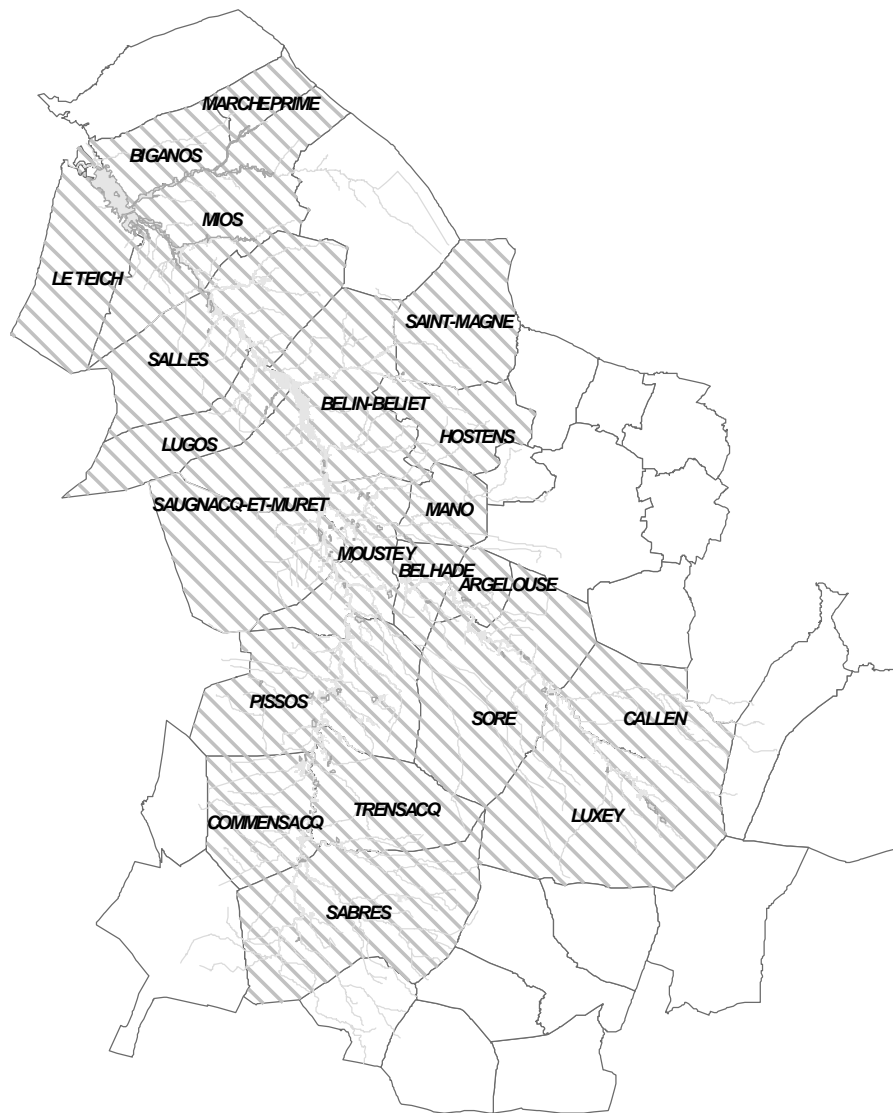 MARCHEPRIME
BIGANOS
MIOS
LE TEICH
SAINT-MAGNE
SALLES
BELIN-BELIET
HOSTENS
LUGOS
SAUGNACQ-ET-MURET
MANO
MOUSTEY
BELHADE
ARGELOUSE
PISSOS
SORE
CALLEN
TRENSACQ
COMMENSACQ
LUXEY
SABRES